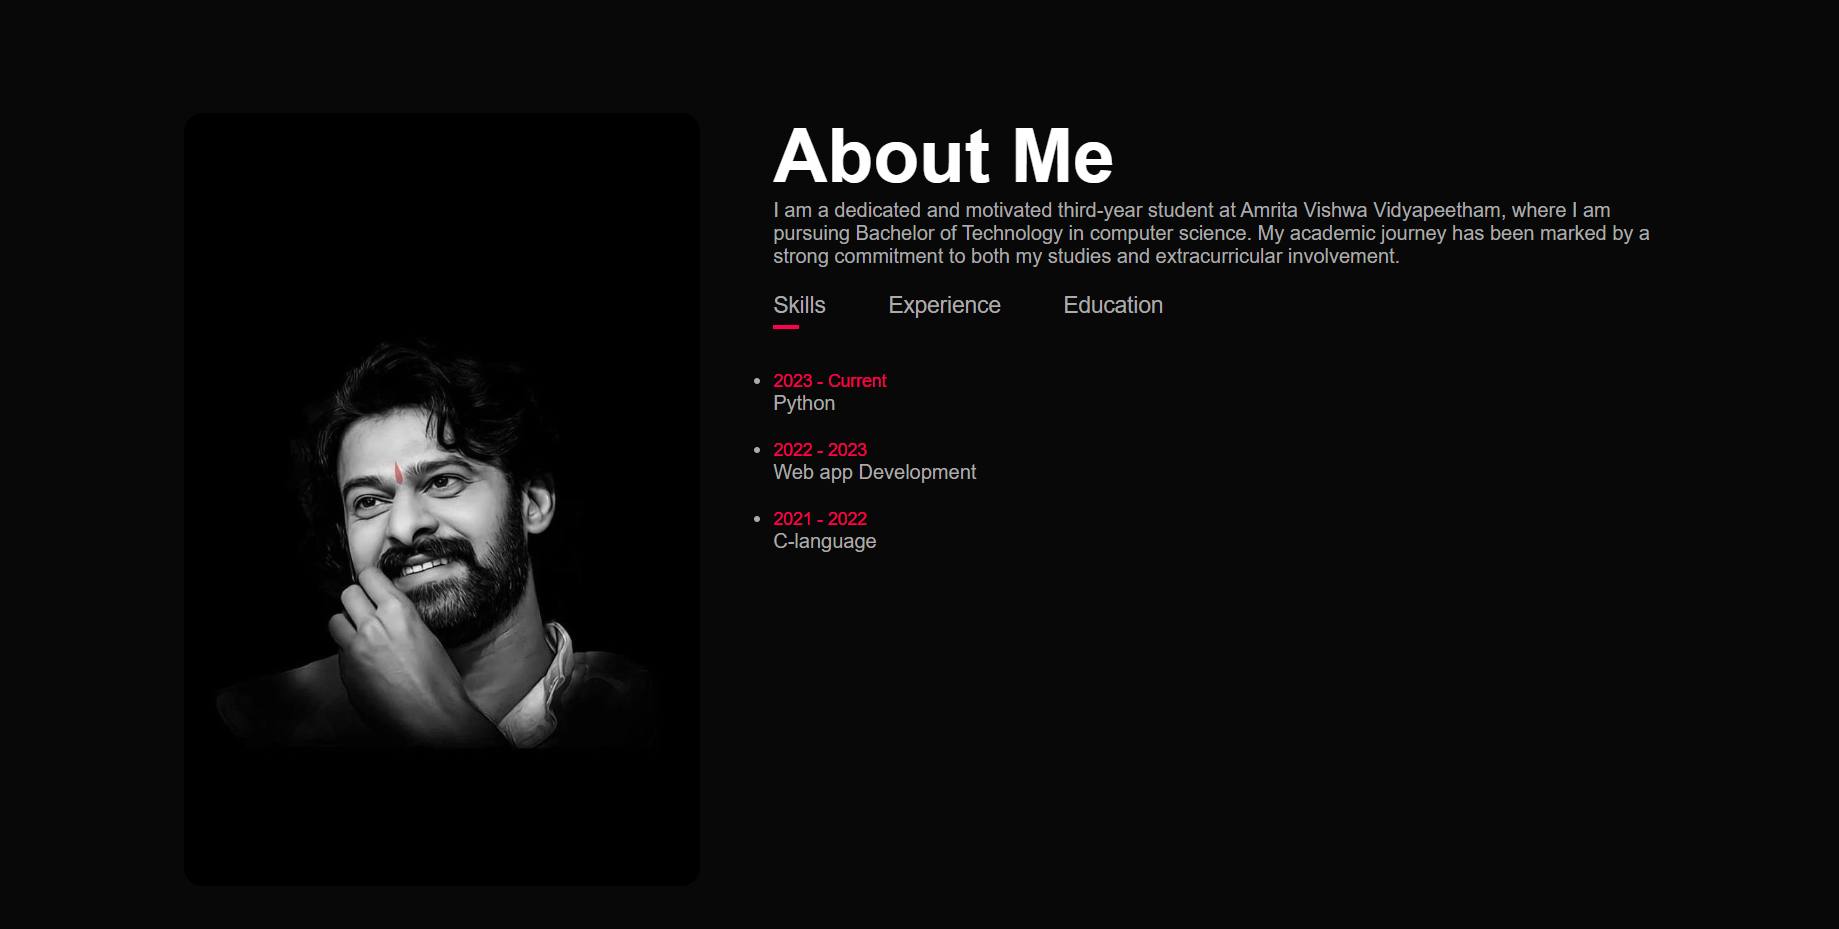 About Me
I am a dedicated and motivated third-year student at Amrita Vishwa Vidyapeetham, where I am
pursuing Bachelor of Technology in computer science. My academic journey has been marked by a
strong commitment to both my studies and extracurricular involvement.
Skills Experience Education
2023 - Current
Python
2022 - 2023
Web app Development
2021 - 2022
C-language